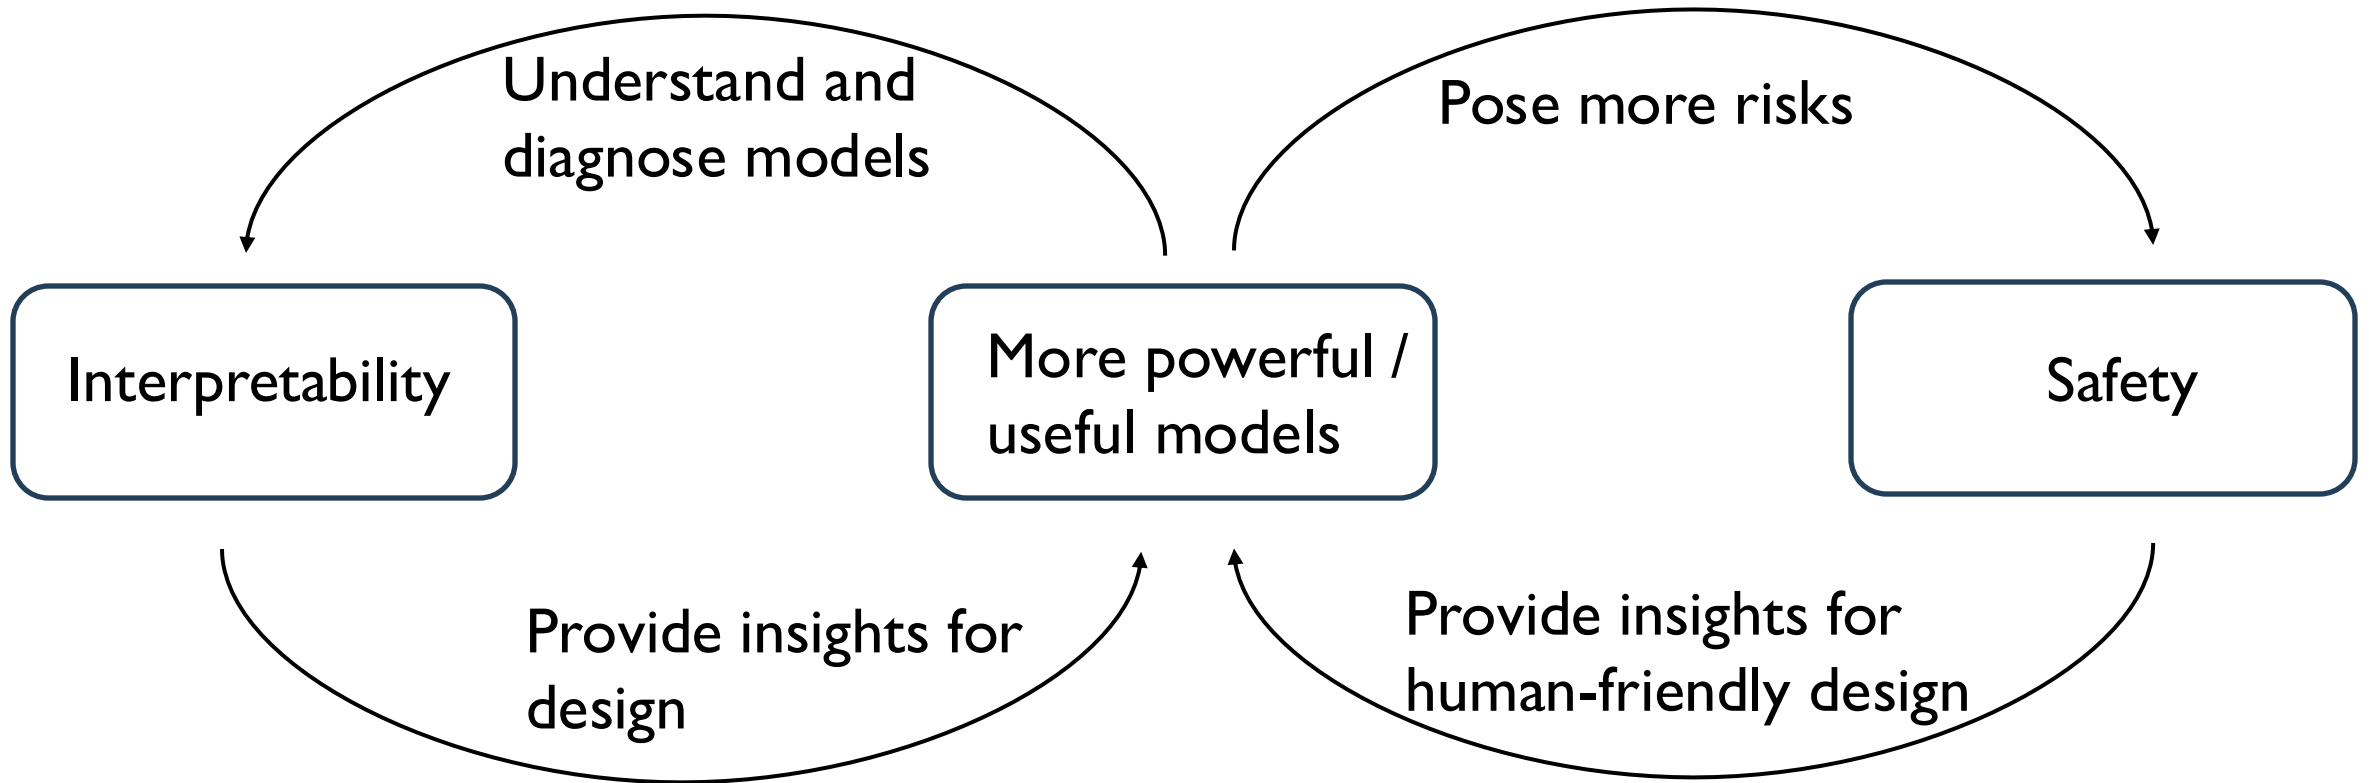 Understand and
diagnose models
Pose more risks
Interpretability
More powerful /
useful models
Safety
Provide insights for
design
Provide insights for
human-friendly design